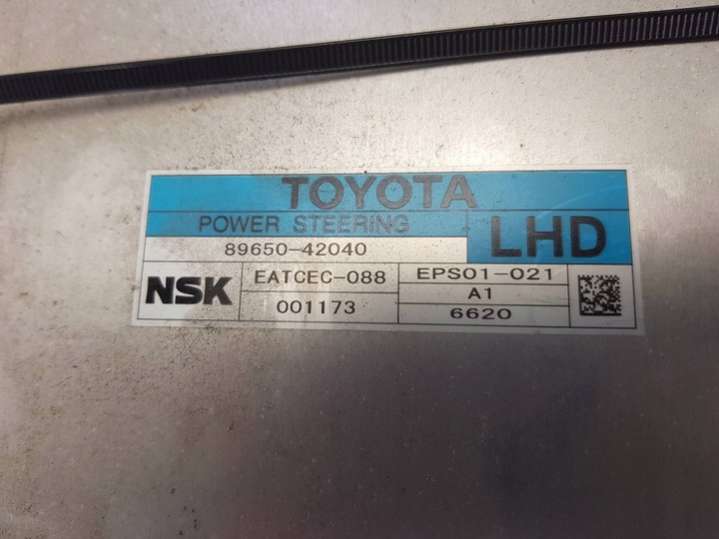 TOYOTA
POWER STEERING
LHD
89650-42040
NSK
EATCEC-088
001173
EPS01-021
A1
6620